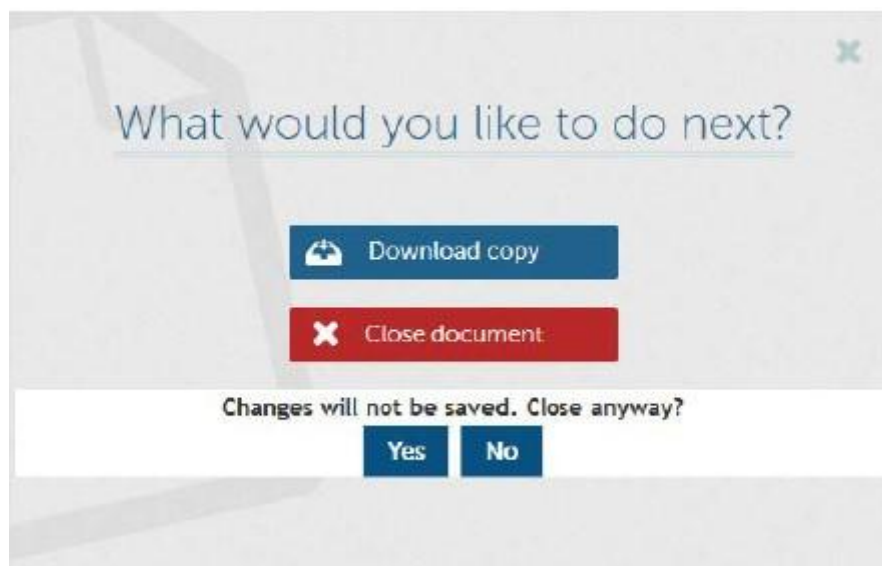 What would you like to do next?
Download copy
Close document
Changes will not be saved. Close anyway?
Yes No